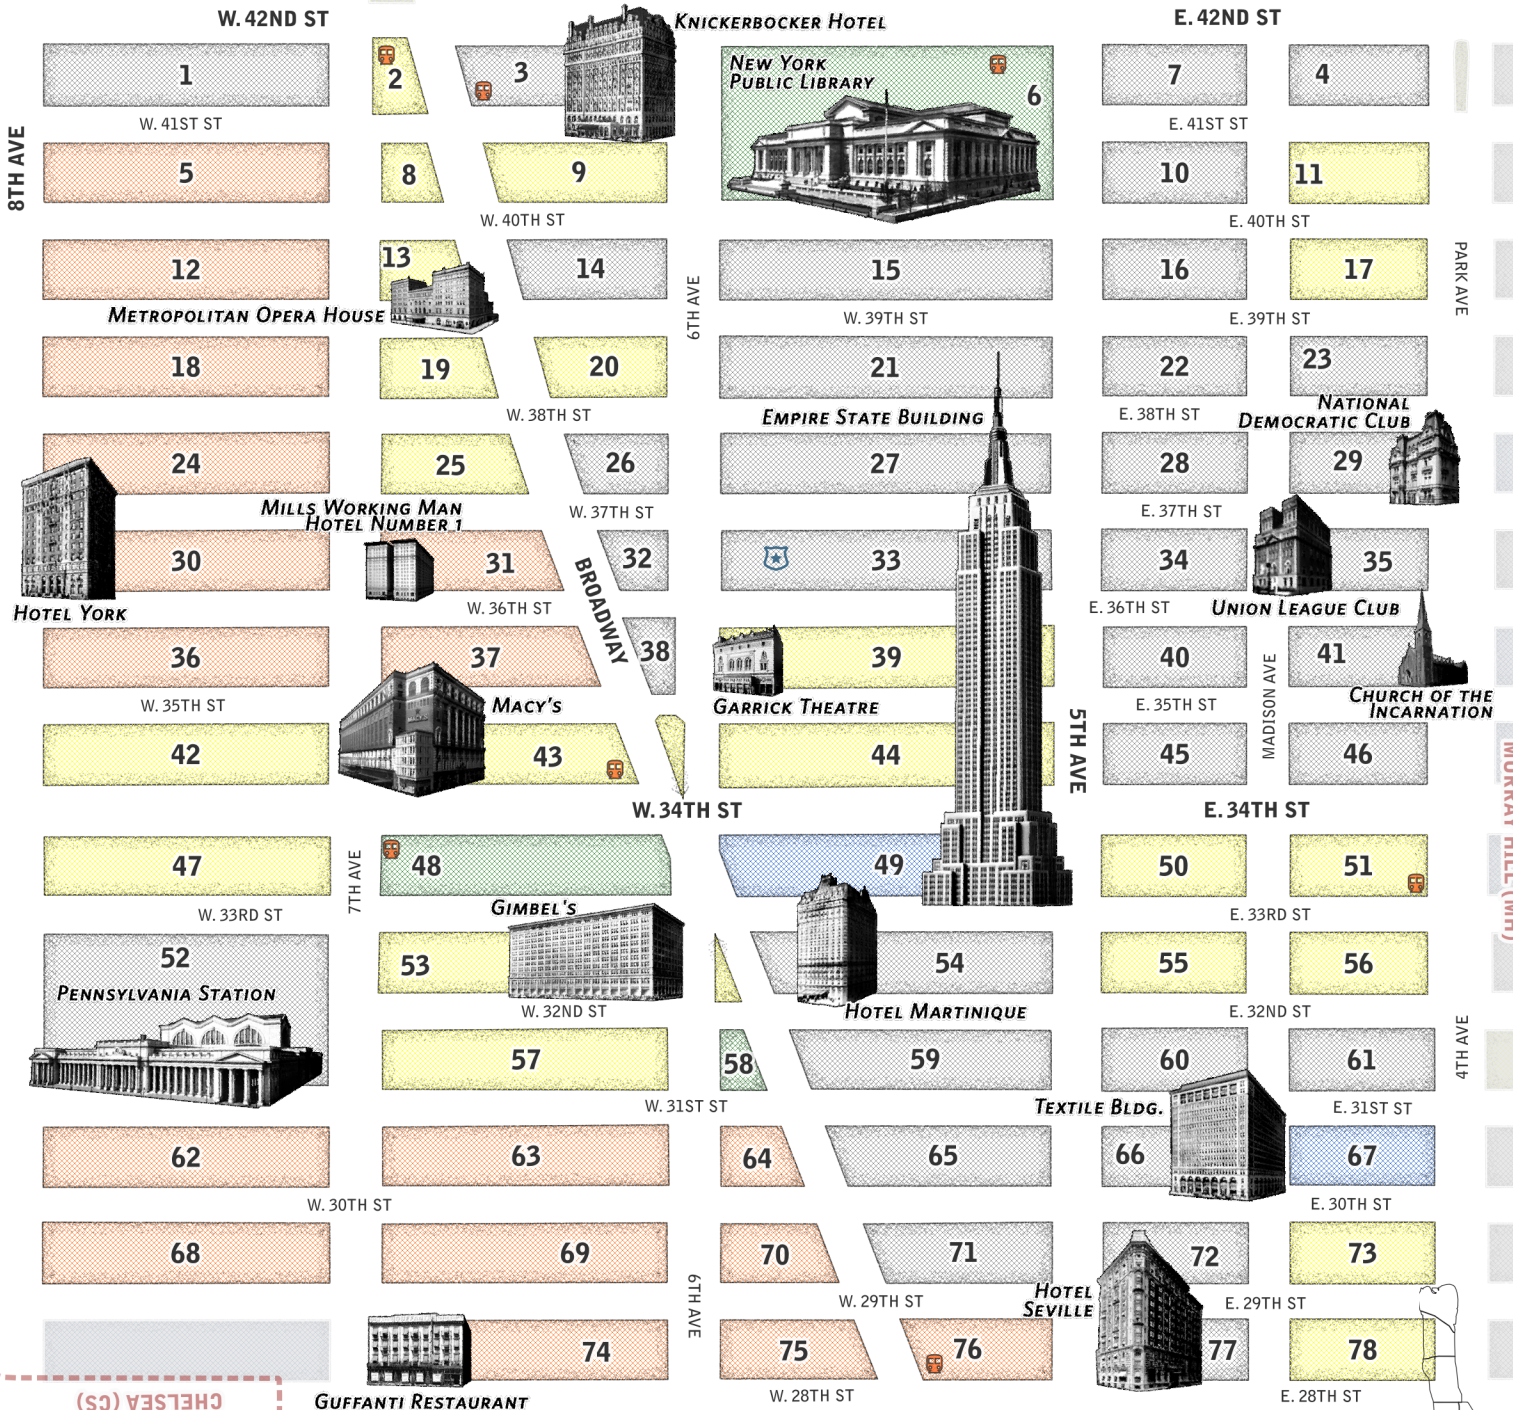 W. 42ND ST
KNICKERBOCKER HOTEL
E. 42ND ST
1
2
3
NEW YORK
PUBLIC LIBRARY
6
7
4
W. 41ST ST
E. 41ST ST
8TH AVE
5
8
9
10
11
W. 40TH ST
E. 40TH ST
12
13
14
15
16
17
METROPOLITAN OPERA HOUSE
6TH AVE
W. 39TH ST
E. 39TH ST
PARK AVE
18
19
20
21
22
23
W. 38TH ST
EMPIRE STATE BUILDING
E. 38TH ST
NATIONAL
DEMOCRATIC CLUB
24
25
26
27
28
29
MILLS WORKING MAN
HOTEL NUMBER 1
W. 37TH ST
E. 37TH ST
30
31
32
33
34
35
HOTEL YORK
W. 36TH ST
BROADWAY
E. 36TH ST
UNION LEAGUE CLUB
36
37
38
39
40
41
W. 35TH ST
MACY'S
GARRICK THEATRE
E. 35TH ST
MADISON AVE
CHURCH OF THE
INCARNATION
42
43
44
5TH AVE
45
46
MURRAY HILL (MH)
W. 34TH ST
E. 34TH ST
47
7TH AVE
48
49
50
51
W. 33RD ST
GIMBEL'S
E. 33RD ST
52
PENNSYLVANIA STATION
53
54
55
56
W. 32ND ST
HOTEL MARTINIQUE
E. 32ND ST
57
58
59
60
61
4TH AVE
W. 31ST ST
TEXTILE BLDG.
E. 31ST ST
62
63
64
65
66
67
W. 30TH ST
E. 30TH ST
68
69
70
71
72
73
6TH AVE
W. 29TH ST
HOTEL
SEVILLE
E. 29TH ST
74
75
76
77
78
CHELSEA (CS)
GUFFANTI RESTAURANT
W. 28TH ST
E. 28TH ST